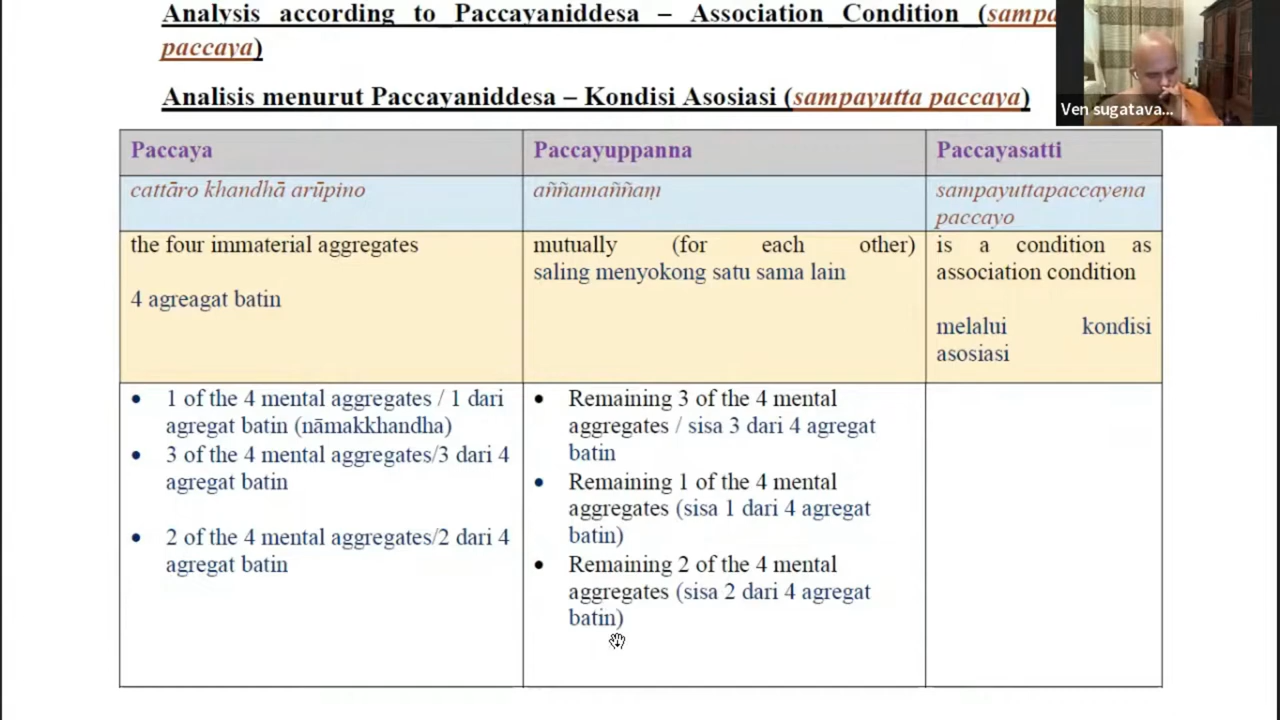 Analysis according to Paccayaniddesa – Association Condition (sampa
paccaya)
Analisis menurut Paccayaniddesa – Kondisi Asosiasi (sampayutta paccaya)
Ven sugatava...
Paccaya
Paccayuppanna
Paccayasatti
cattāro khandhā arūpino
aññamaññaṃ
sampayuttapaccayena
paccayo
the four immaterial aggregates
4 agreagat batin
mutually (for each other)
saling menyokong satu sama lain
is a condition as
association condition
melalui kondisi
asosiasi
• 1 of the 4 mental aggregates / 1 dari
agregat batin (nāmakkhandha)
• 3 of the 4 mental aggregates/3 dari 4
agregat batin
• 2 of the 4 mental aggregates/2 dari 4
agregat batin
• Remaining 3 of the 4 mental
aggregates / sisa 3 dari 4 agregat
batin
• Remaining 1 of the 4 mental
aggregates (sisa 1 dari 4 agregat
batin)
• Remaining 2 of the 4 mental
aggregates (sisa 2 dari 4 agregat
batin)